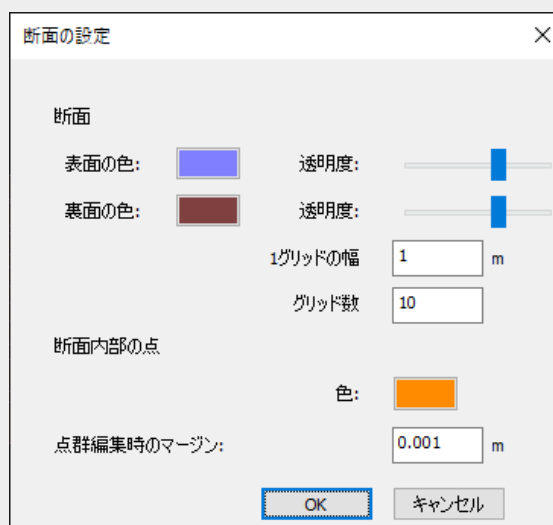 断面の設定
断面
表面の色: 透明度:
裏面の色: 透明度:
1グリッドの幅 1 m
グリッド数 10
断面内部の点
色:
点群編集時のマージン: 0.001 m
OK キャンセル